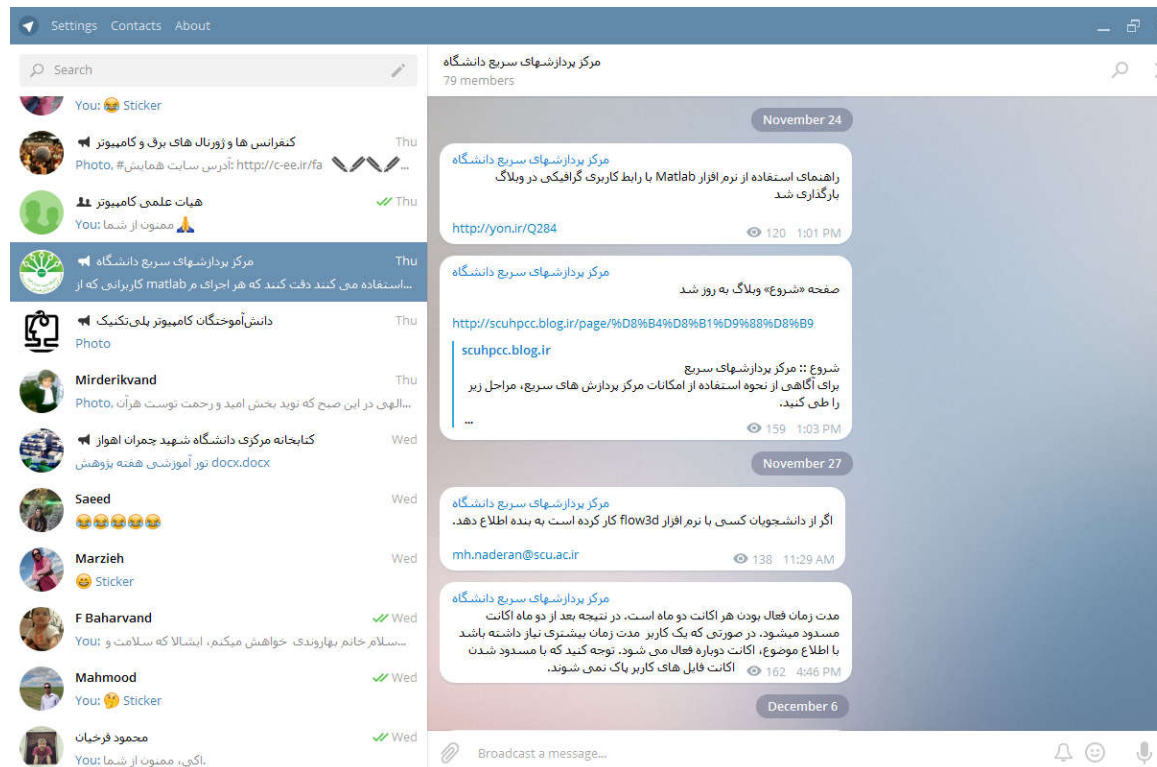 Settings Contacts About
Search
You: 😂 Sticker
کنفرانس ها و ژورنال های برق و کامپیوتر
Thu
Photo, #آدرس سایت همایش: http://c-ee.ir/fa ...
هیات علمی کامپیوتر
Thu
You: ممنون از شما 🙏
مرکز پردازشهای سریع دانشگاه
Thu
استفاده می کنند دقت کنند که هر اجرای م matlab کاربرانی که از...
دانش‌آموختگان کامپیوتر پلی‌تکنیک
Thu
Photo
Mirderikvand
Thu
Photo, الهی در این صبح که نوید بخش امید و رحمت توست هرآن...
کتابخانه مرکزی دانشگاه شهید چمران اهواز
Wed
تور آموزشی هفته پژوهش docx.docx
Saeed
Wed
😂😂😂😂😂
Marzieh
Wed
😄 Sticker
F Baharvand
Wed
You: سلام خانم بهاروندی خواهش میکنم، ایشالا که سلامت و...
Mahmood
Wed
You: 🤔 Sticker
محمود فرخیان
Wed
You: اکی، ممنون از شما.
مرکز پردازشهای سریع دانشگاه
79 members
November 24
مرکز پردازشهای سریع دانشگاه
راهنمای استفاده از نرم افزار Matlab با رابط کاربری گرافیکی در وبلاگ
بارگذاری شد
http://yon.ir/Q284
120 1:01 PM
مرکز پردازشهای سریع دانشگاه
صفحه «شروع» وبلاگ به روز شد
http://scuhpcc.blog.ir/page/%D8%B4%D8%B1%D9%88%D8%B9
scuhpcc.blog.ir
شروع :: مرکز پردازشهای سریع
برای آگاهی از نحوه استفاده از امکانات مرکز پردازش های سریع، مراحل زیر
را طی کنید.
...
159 1:03 PM
November 27
مرکز پردازشهای سریع دانشگاه
اگر از دانشجویان کسی با نرم افزار flow3d کار کرده است به بنده اطلاع دهد.
mh.naderan@scu.ac.ir
138 11:29 AM
مرکز پردازشهای سریع دانشگاه
مدت زمان فعال بودن هر اکانت دو ماه است. در نتیجه بعد از دو ماه اکانت
مسدود میشود. در صورتی که یک کاربر مدت زمان بیشتری نیاز داشته باشد
با اطلاع موضوع، اکانت دوباره فعال می شود. توجه کنید که با مسدود شدن
اکانت فایل های کاربر پاک نمی شوند.
162 4:46 PM
December 6
Broadcast a message...